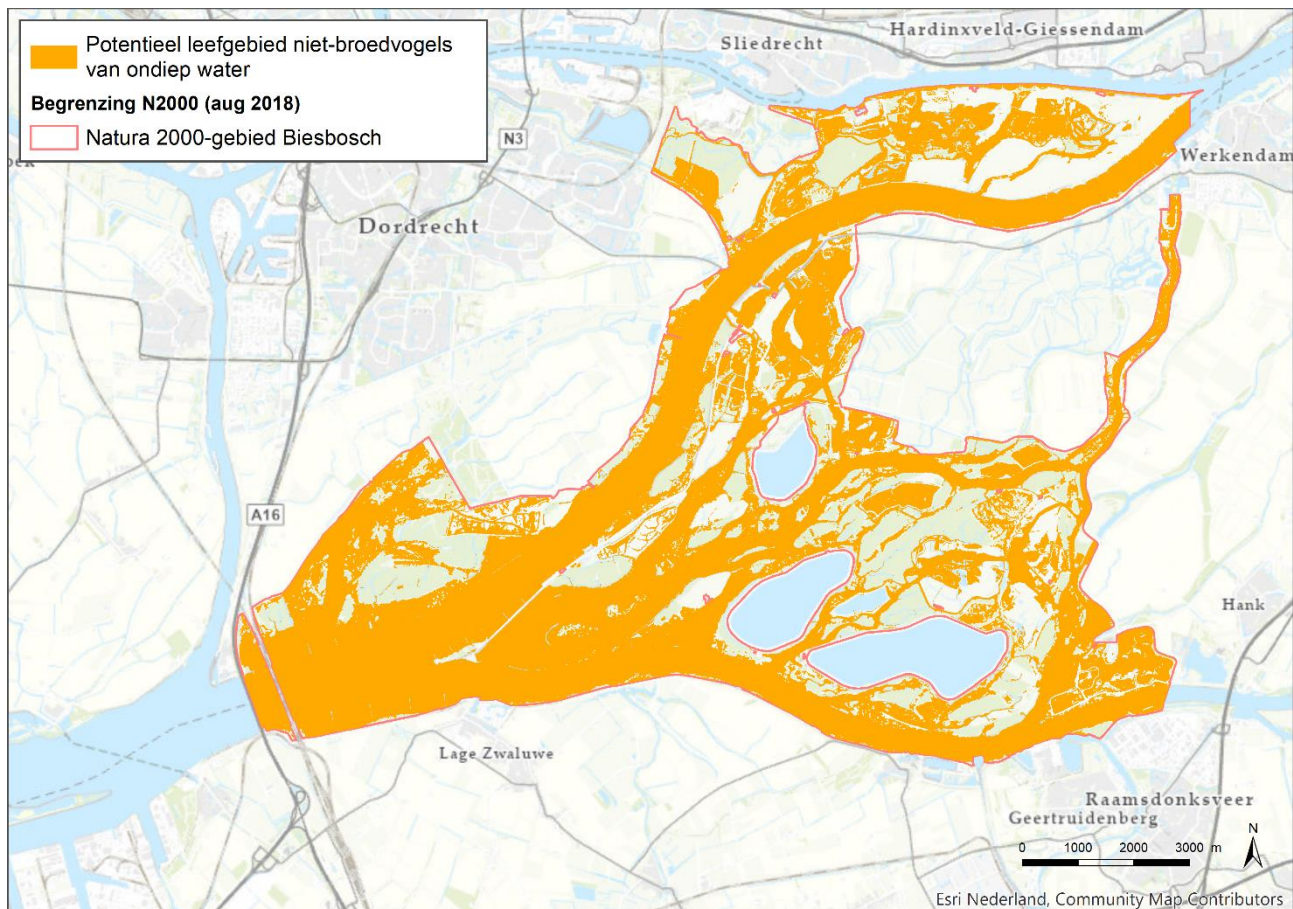 Potentieel leefgebied niet-broedvogels
van ondiep water
Begrenzing N2000 (aug 2018)
Natura 2000-gebied Biesbosch
Hardinxveld-Giessendam
Sliedrecht
N3
Werkendam
Dordrecht
A16
Hank
Lage Zwaluwe
Raamsdonksveer
Geertruidenberg
N
0 1000 2000 3000 m
Esri Nederland, Community Map Contributors